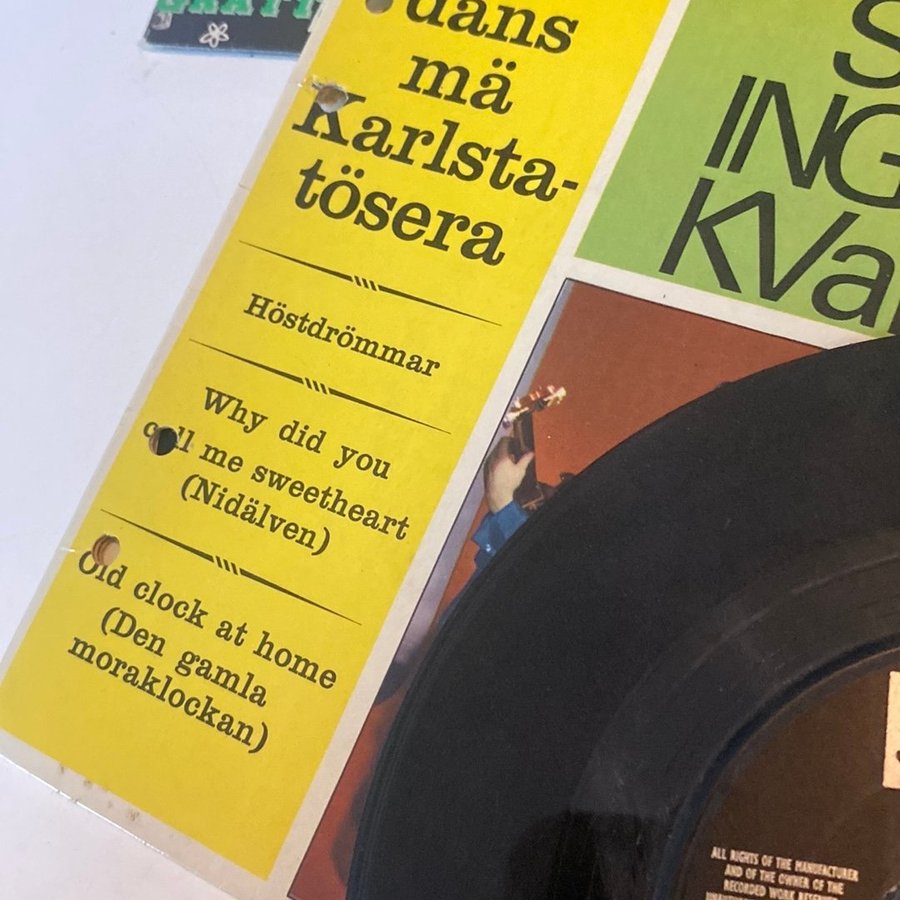 dans
mä
Karlsta-
tösera
Höstdrömmar
Why did you
call me sweetheart
(Nidälven)
Old clock at home
(Den gamla
moraklockan)
ING
ALL RIGHTS OF THE MANUFACTURER
AND OF THE OWNER OF THE
RECORDED WORK RESERVED